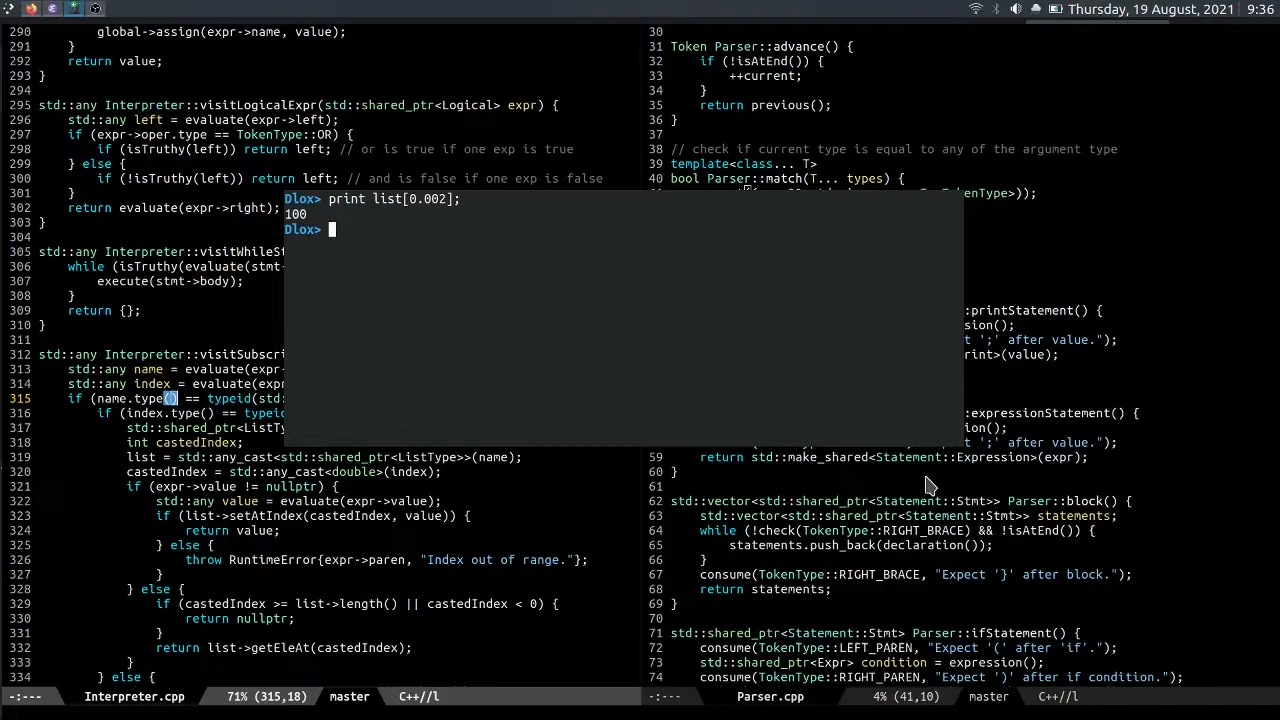 Thursday, 19 August, 2021 9:36
290 global->assign(expr->name, value);
291 }
292 return value;
293 }
294
295 std::any Interpreter::visitLogicalExpr(std::shared_ptr<Logical> expr) {
296 std::any left = evaluate(expr->left);
297 if (expr->oper.type == TokenType::OR) {
298 if (isTruthy(left)) return left; // or is true if one exp is true
299 } else {
300 if (!isTruthy(left)) return left; // and is false if one exp is false
301 }
302 return evaluate(expr->right);
303 }
304
305 std::any Interpreter::visitWhileSt
306 while (isTruthy(evaluate(stmt-
307 execute(stmt->body);
308 }
309 return {};
310 }
311
312 std::any Interpreter::visitSubscri
313 std::any name = evaluate(expr-
314 std::any index = evaluate(expr
315 if (name.type() == typeid(std:
316 if (index.type() == typeid
317 std::shared_ptr<ListTy
318 int castedIndex;
319 list = std::any_cast<std::shared_ptr<ListType>>(name);
320 castedIndex = std::any_cast<double>(index);
321 if (expr->value != nullptr) {
322 std::any value = evaluate(expr->value);
323 if (list->setAtIndex(castedIndex, value)) {
324 return value;
325 } else {
326 throw RuntimeError{expr->paren, "Index out of range."};
327 }
328 } else {
329 if (castedIndex >= list->length() || castedIndex < 0) {
330 return nullptr;
331 }
332 return list->getEleAt(castedIndex);
333 }
334 } else {
-:--- Interpreter.cpp 71% (315,18) master C++//l
Dlox> print list[0.002];
100
Dlox>
30
31 Token Parser::advance() {
32 if (!isAtEnd()) {
33 ++current;
34 }
35 return previous();
36 }
37
38 // check if current type is equal to any of the argument type
39 template<class... T>
40 bool Parser::match(T... types) {
TokenType>));
:printStatement() {
sion();
';' after value.");
rint>(value);
:expressionStatement() {
sion();
';' after value.");
59 return std::make_shared<Statement::Expression>(expr);
60 }
61
62 std::vector<std::shared_ptr<Statement::Stmt>> Parser::block() {
63 std::vector<std::shared_ptr<Statement::Stmt>> statements;
64 while (!check(TokenType::RIGHT_BRACE) && !isAtEnd()) {
65 statements.push_back(declaration());
66 }
67 consume(TokenType::RIGHT_BRACE, "Expect '}' after block.");
68 return statements;
69 }
70
71 std::shared_ptr<Statement::Stmt> Parser::ifStatement() {
72 consume(TokenType::LEFT_PAREN, "Expect '(' after 'if'.");
73 std::shared_ptr<Expr> condition = expression();
74 consume(TokenType::RIGHT_PAREN, "Expect ')' after if condition.");
-:--- Parser.cpp 4% (41,10) master C++//l